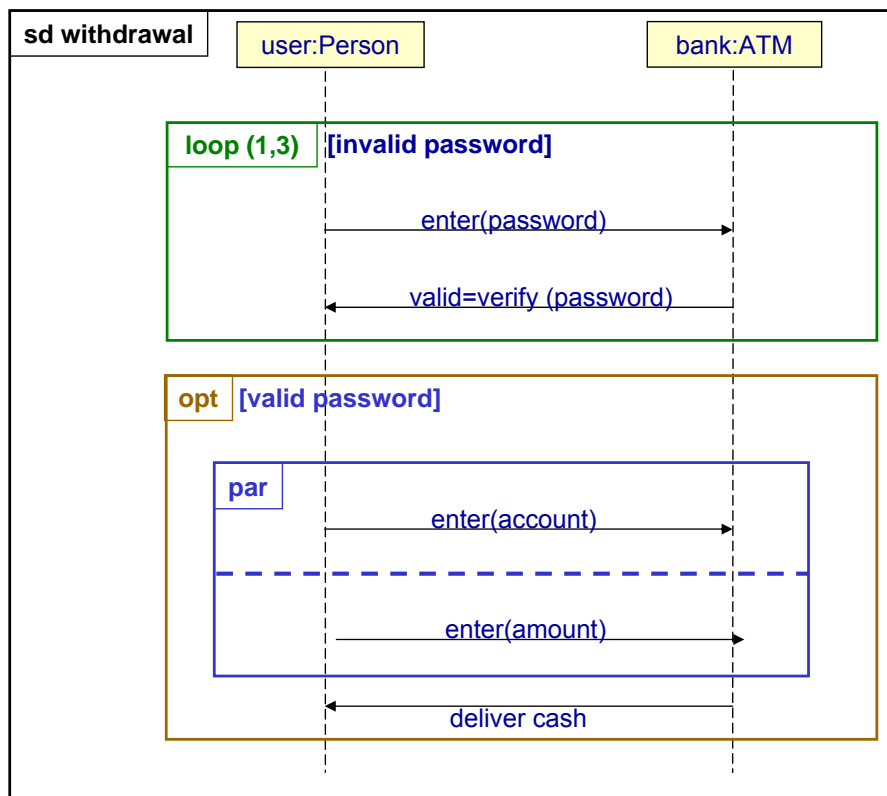 sd withdrawal
user:Person
bank:ATM
loop (1,3) [invalid password]
enter(password)
valid=verify (password)
opt [valid password]
par
enter(account)
enter(amount)
deliver cash